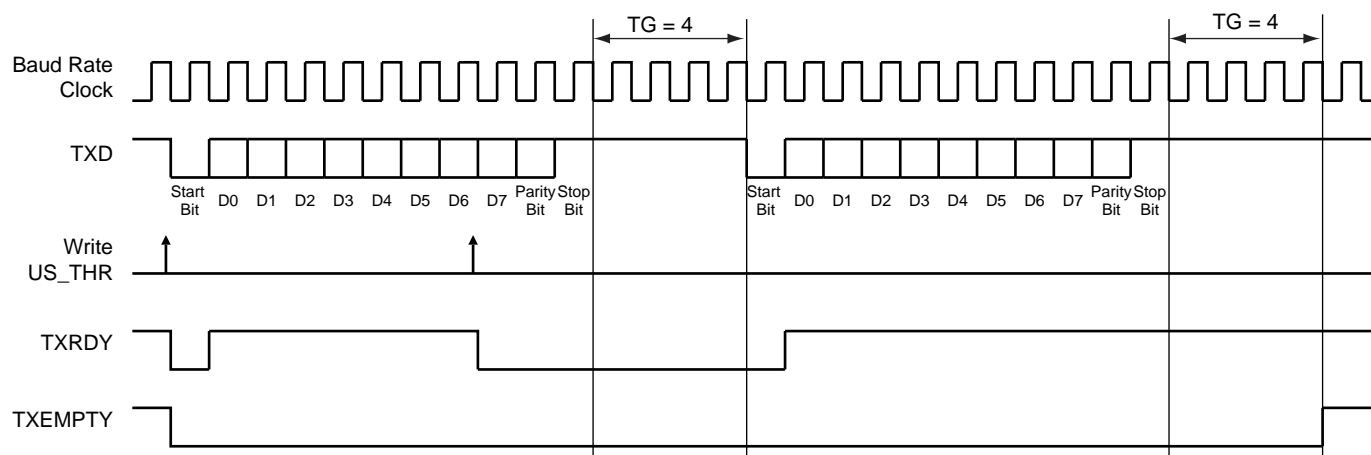 TG = 4
TG = 4
Baud Rate
Clock
TXD
Start
Bit
D0
D1
D2
D3
D4
D5
D6
D7
Parity
Bit
Stop
Bit
Start
Bit
D0
D1
D2
D3
D4
D5
D6
D7
Parity
Bit
Stop
Bit
Write
US_THR
TXRDY
TXEMPTY